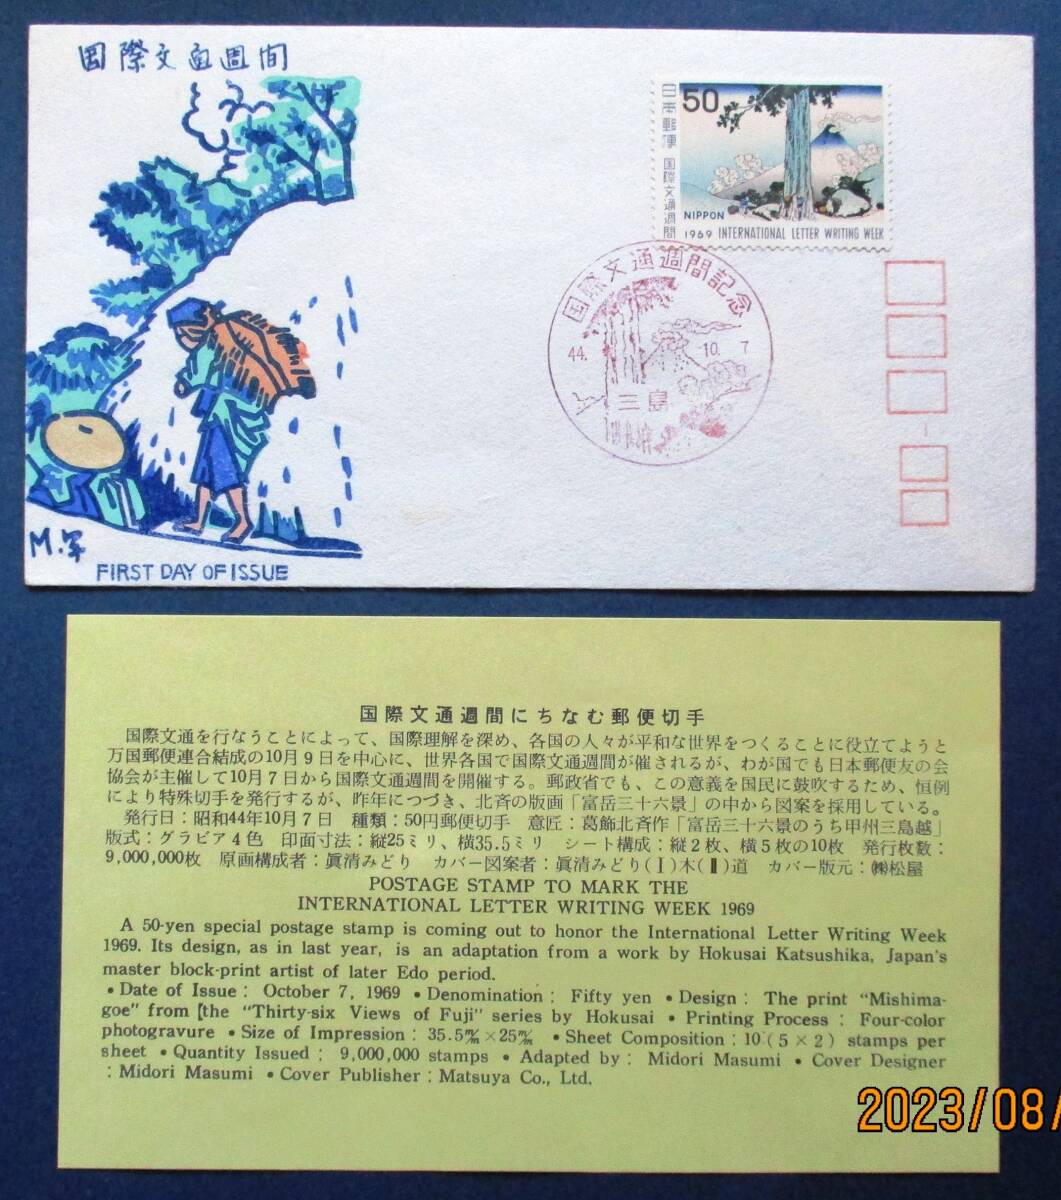 国際文通週間
50
日本郵便 国際文通週間
NIPPON
1969 INTERNATIONAL LETTER WRITING WEEK
国際文通週間記念
44. 10. 7
三島
FIRST DAY OF ISSUE
国際文通週間にちなむ郵便切手
国際文通を行なうことによって、国際理解を深め、各国の人々が平和な世界をつくることに役立てようと
万国郵便連合結成の10月9日を中心に、世界各国で国際文通週間が催されるが、わが国でも日本郵便友の会
協会が主催して10月7日から国際文通週間を開催する。郵政省でも、この意義を国民に鼓吹するため、恒例
により特殊切手を発行するが、昨年につづき、北斉の版画「富岳三十六景」の中から図案を採用している。
発行日：昭和44年10月7日 種類：50円郵便切手 意匠：葛飾北斉作「富岳三十六景のうち甲州三島越」
版式：グラビア4色 印面寸法：縦25ミリ、横35.5ミリ シート構成：縦2枚、横5枚の10枚 発行枚数：
9,000,000枚 原画構成者：眞清みどり カバー図案者：眞清みどり(Ⅰ)木(Ⅱ)道 カバー版元：㈱松屋
POSTAGE STAMP TO MARK THE
INTERNATIONAL LETTER WRITING WEEK 1969
A 50-yen special postage stamp is coming out to honor the International Letter Writing Week
1969. Its design, as in last year, is an adaptation from a work by Hokusai Katsushika, Japan's
master block-print artist of later Edo period.
• Date of Issue : October 7, 1969 • Denomination : Fifty yen • Design : The print "Mishima-
goe" from [the "Thirty-six Views of Fuji" series by Hokusai • Printing Process : Four-color
photogravure • Size of Impression : 35.5㎜×25㎜ • Sheet Composition : 10 (5×2) stamps per
sheet • Quantity Issued : 9,000,000 stamps • Adapted by : Midori Masumi • Cover Designer
: Midori Masumi • Cover Publisher : Matsuya Co., Ltd.
2023/08/